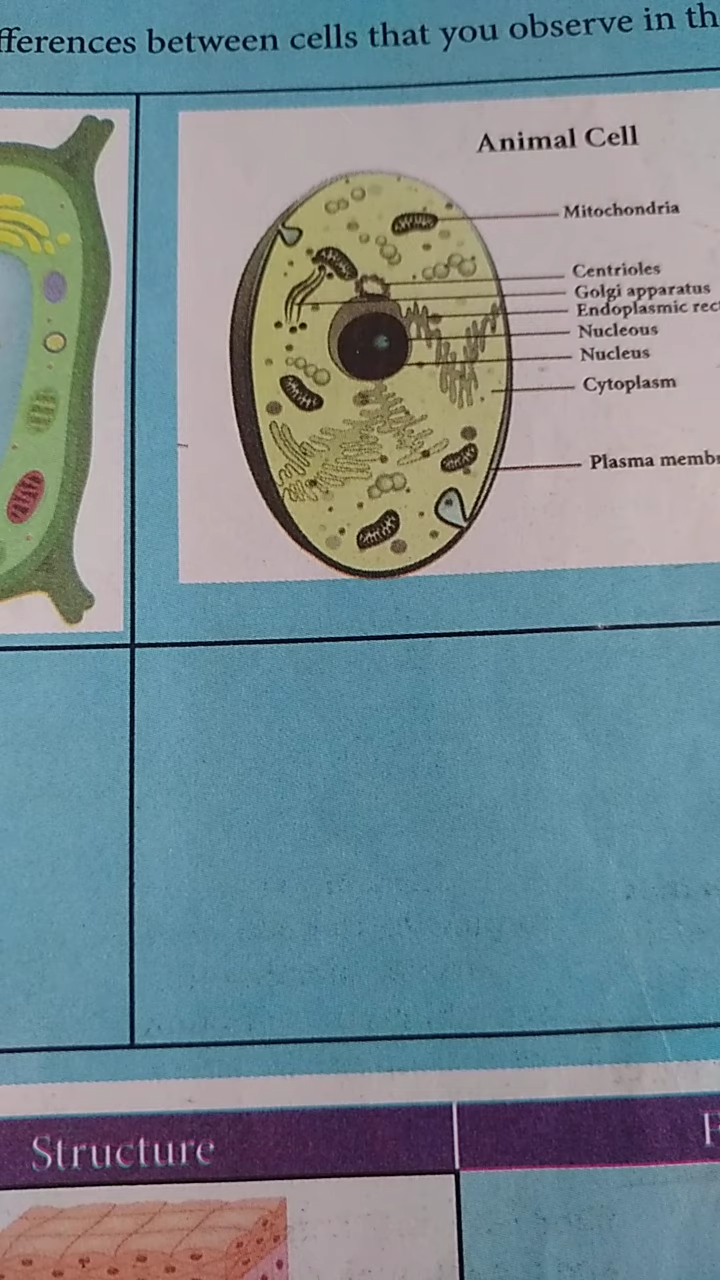 fferences between cells that you observe in th
Animal Cell
Mitochondria
Centrioles
Golgi apparatus
Endoplasmic rec
Nucleous
Nucleus
Cytoplasm
Plasma memb
Structure